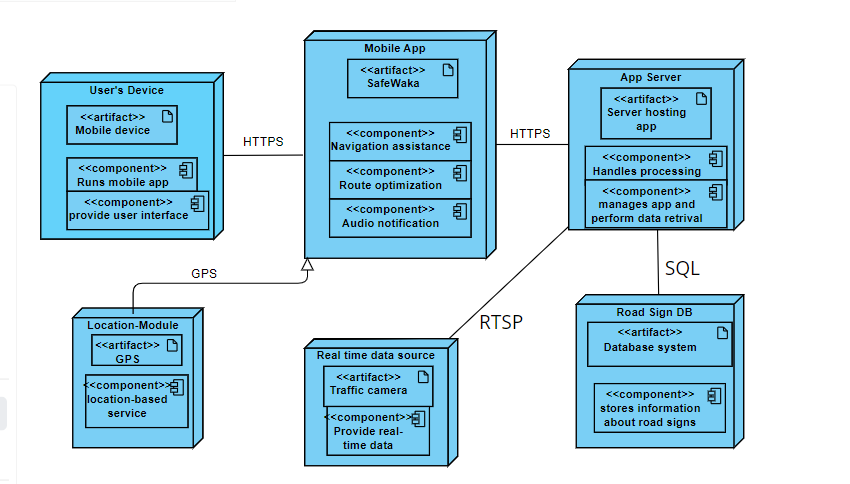 User's Device
<<artifact>>
Mobile device
<<component>>
Runs mobile app
<<component>>
provide user interface
HTTPS
Mobile App
<<artifact>>
SafeWaka
<<component>>
Navigation assistance
<<component>>
Route optimization
<<component>>
Audio notification
HTTPS
App Server
<<artifact>>
Server hosting
app
<<component>>
Handles processing
<<component>>
manages app and
perform data retrival
GPS
RTSP
SQL
Location-Module
<<artifact>>
GPS
<<component>>
location-based
service
Real time data source
<<artifact>>
Traffic camera
<<component>>
Provide real-
time data
Road Sign DB
<<artifact>>
Database system
<<component>>
stores information
about road signs